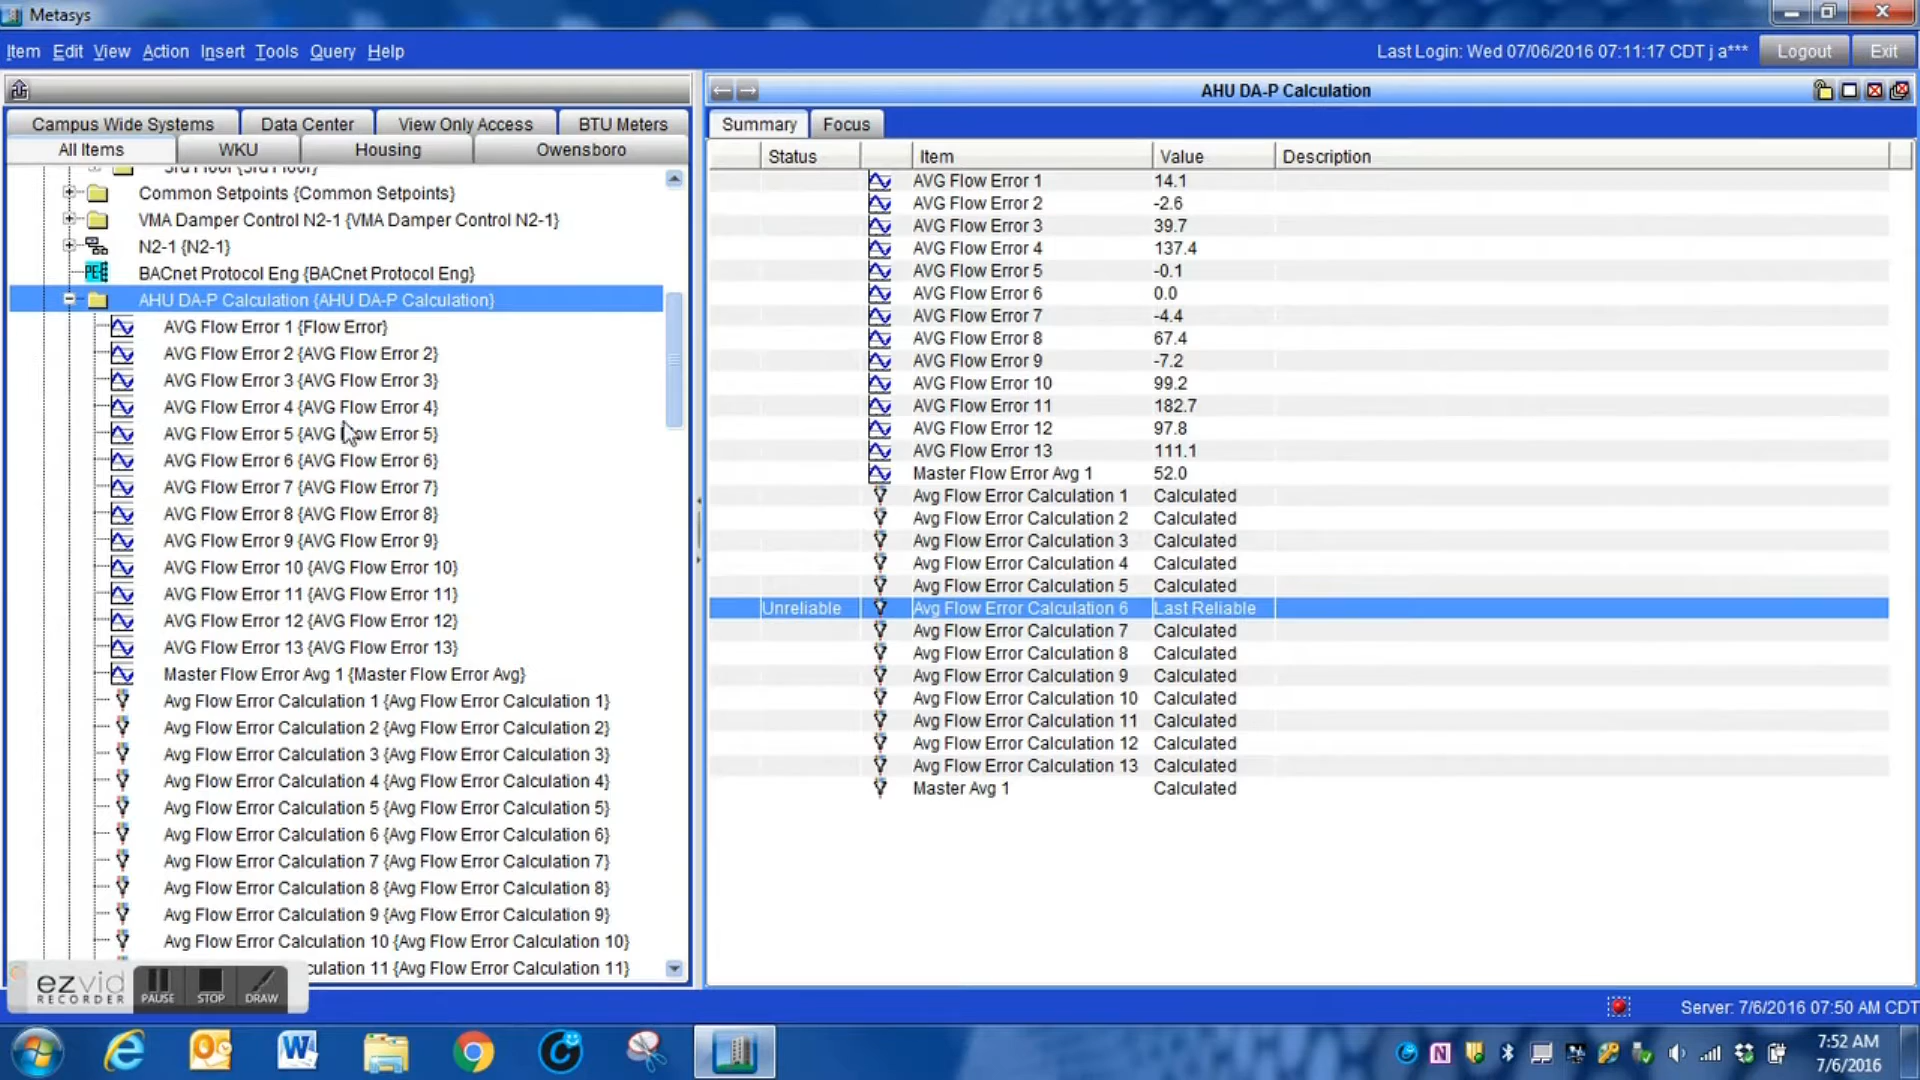 Metasys
Item Edit View Action Insert Tools Query Help
Last Login: Wed 07/06/2016 07:11:17 CDT j a***
Logout
Exit
AHU DA-P Calculation
Campus Wide Systems
Data Center
View Only Access
BTU Meters
All Items
WKU
Housing
Owensboro
3rd Floor {3rd Floor}
Common Setpoints {Common Setpoints}
VMA Damper Control N2-1 {VMA Damper Control N2-1}
N2-1 {N2-1}
BACnet Protocol Eng {BACnet Protocol Eng}
AHU DA-P Calculation {AHU DA-P Calculation}
AVG Flow Error 1 {Flow Error}
AVG Flow Error 2 {AVG Flow Error 2}
AVG Flow Error 3 {AVG Flow Error 3}
AVG Flow Error 4 {AVG Flow Error 4}
AVG Flow Error 5 {AVG Flow Error 5}
AVG Flow Error 6 {AVG Flow Error 6}
AVG Flow Error 7 {AVG Flow Error 7}
AVG Flow Error 8 {AVG Flow Error 8}
AVG Flow Error 9 {AVG Flow Error 9}
AVG Flow Error 10 {AVG Flow Error 10}
AVG Flow Error 11 {AVG Flow Error 11}
AVG Flow Error 12 {AVG Flow Error 12}
AVG Flow Error 13 {AVG Flow Error 13}
Master Flow Error Avg 1 {Master Flow Error Avg}
Avg Flow Error Calculation 1 {Avg Flow Error Calculation 1}
Avg Flow Error Calculation 2 {Avg Flow Error Calculation 2}
Avg Flow Error Calculation 3 {Avg Flow Error Calculation 3}
Avg Flow Error Calculation 4 {Avg Flow Error Calculation 4}
Avg Flow Error Calculation 5 {Avg Flow Error Calculation 5}
Avg Flow Error Calculation 6 {Avg Flow Error Calculation 6}
Avg Flow Error Calculation 7 {Avg Flow Error Calculation 7}
Avg Flow Error Calculation 8 {Avg Flow Error Calculation 8}
Avg Flow Error Calculation 9 {Avg Flow Error Calculation 9}
Avg Flow Error Calculation 10 {Avg Flow Error Calculation 10}
culation 11 {Avg Flow Error Calculation 11}
Summary
Focus
Status Item Value Description
AVG Flow Error 1 14.1
AVG Flow Error 2 -2.6
AVG Flow Error 3 39.7
AVG Flow Error 4 137.4
AVG Flow Error 5 -0.1
AVG Flow Error 6 0.0
AVG Flow Error 7 -4.4
AVG Flow Error 8 67.4
AVG Flow Error 9 -7.2
AVG Flow Error 10 99.2
AVG Flow Error 11 182.7
AVG Flow Error 12 97.8
AVG Flow Error 13 111.1
Master Flow Error Avg 1 52.0
Avg Flow Error Calculation 1 Calculated
Avg Flow Error Calculation 2 Calculated
Avg Flow Error Calculation 3 Calculated
Avg Flow Error Calculation 4 Calculated
Avg Flow Error Calculation 5 Calculated
Unreliable Avg Flow Error Calculation 6 Last Reliable
Avg Flow Error Calculation 7 Calculated
Avg Flow Error Calculation 8 Calculated
Avg Flow Error Calculation 9 Calculated
Avg Flow Error Calculation 10 Calculated
Avg Flow Error Calculation 11 Calculated
Avg Flow Error Calculation 12 Calculated
Avg Flow Error Calculation 13 Calculated
Master Avg 1 Calculated
ezvid
RECORDER
PAUSE
STOP
DRAW
Server: 7/6/2016 07:50 AM CDT
7:52 AM
7/6/2016